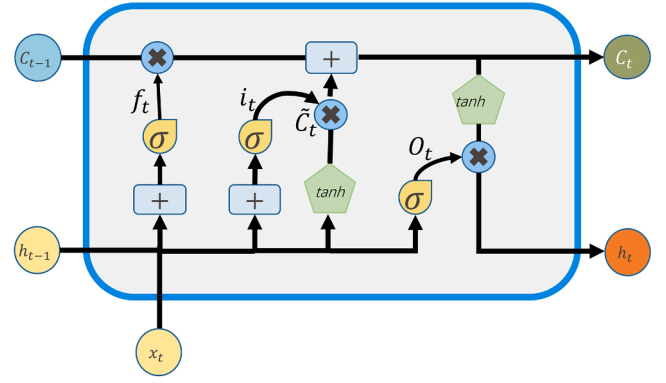 C_{t-1}
×
+
C_t
f_t
i_t
C̃_t
×
tanh
σ
σ
O_t
×
+
+
tanh
σ
h_{t-1}
h_t
x_t